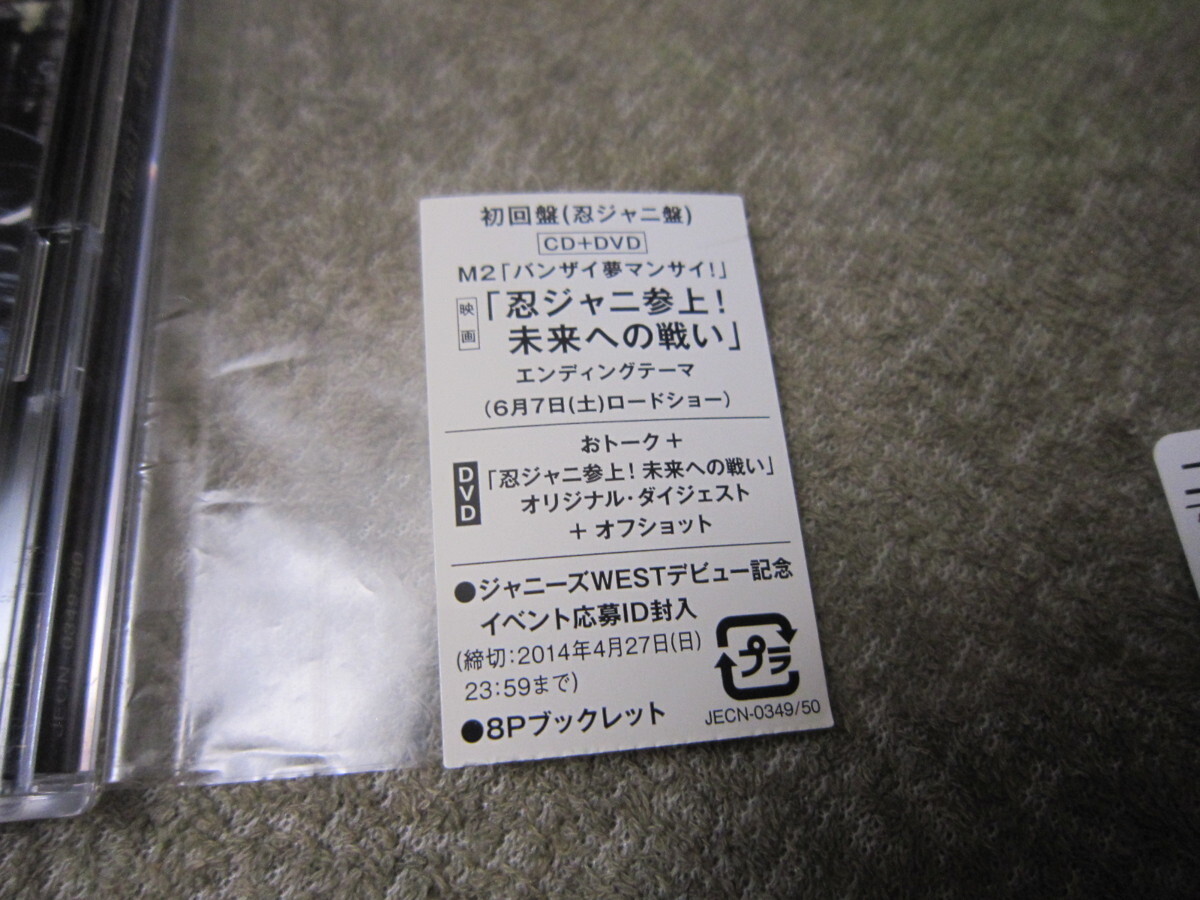 初回盤(忍ジャニ盤)
CD+DVD
M2「バンザイ夢マンサイ!」
映画
「忍ジャニ参上!
未来への戦い」
エンディングテーマ
(6月7日(土)ロードショー)
DVD
おトーク+
「忍ジャニ参上!未来への戦い」
オリジナル・ダイジェスト
+オフショット
●ジャニーズWESTデビュー記念
イベント応募ID封入
(締切:2014年4月27日(日)
23:59まで)
プラ
●8Pブックレット
JECN-0349/50